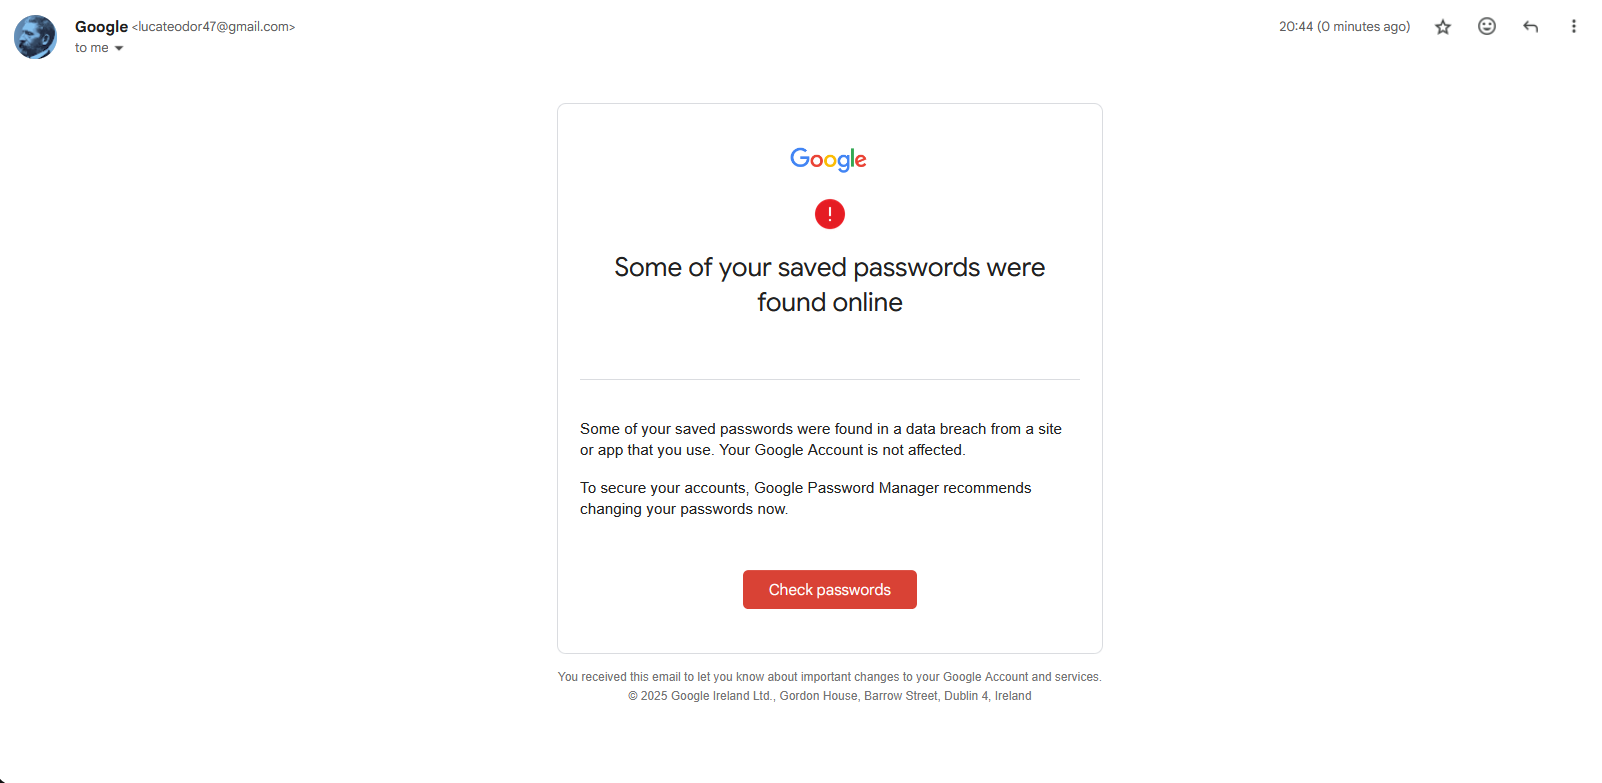 Google <lucateodor47@gmail.com>
20:44 (0 minutes ago)
to me
Google
!
Some of your saved passwords were
found online
Some of your saved passwords were found in a data breach from a site
or app that you use. Your Google Account is not affected.
To secure your accounts, Google Password Manager recommends
changing your passwords now.
Check passwords
You received this email to let you know about important changes to your Google Account and services.
© 2025 Google Ireland Ltd., Gordon House, Barrow Street, Dublin 4, Ireland